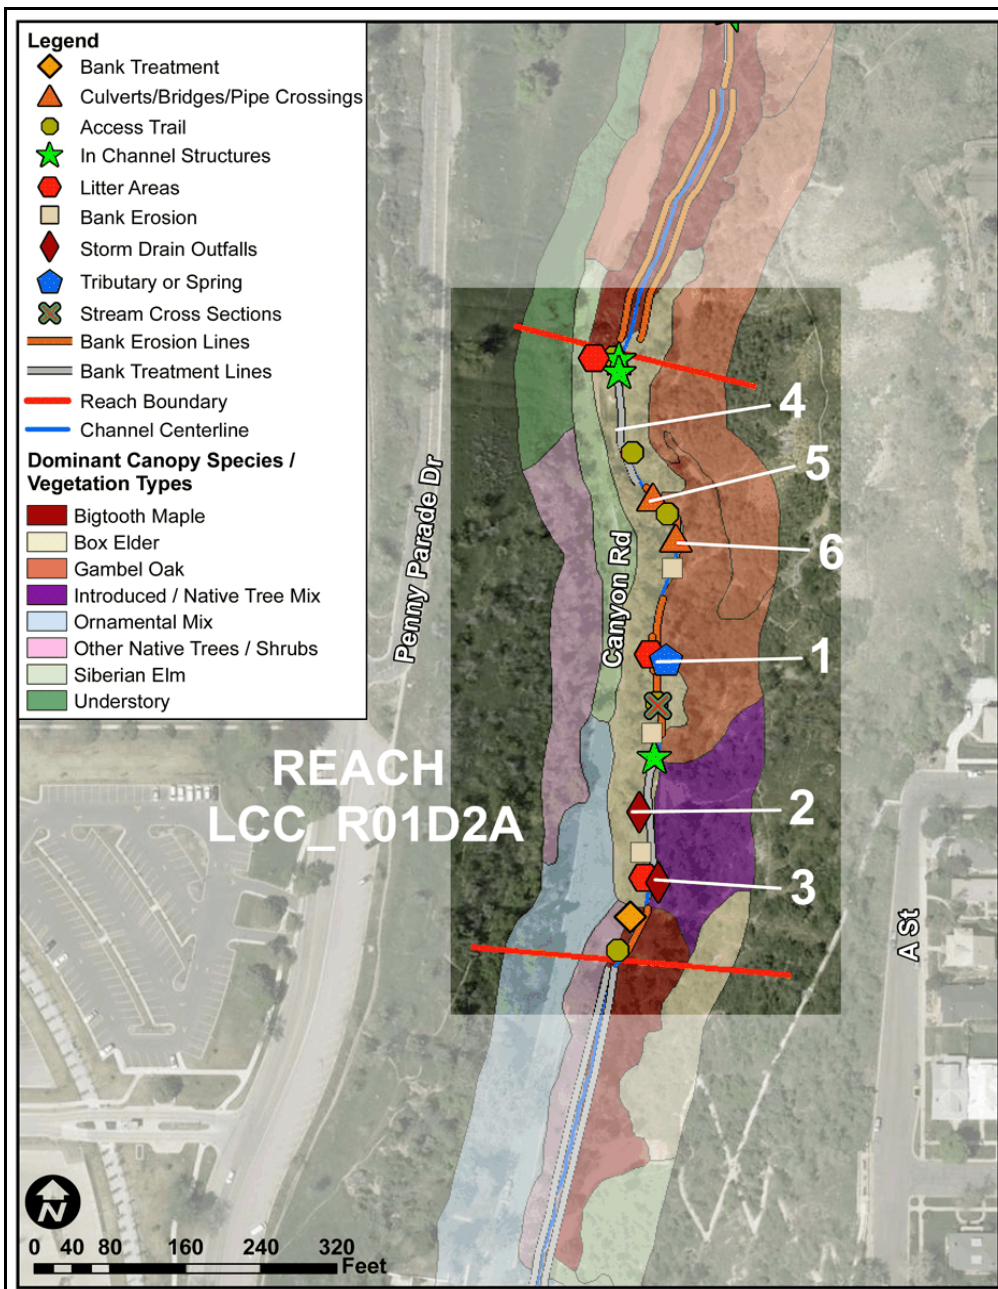 Legend
Bank Treatment
Culverts/Bridges/Pipe Crossings
Access Trail
In Channel Structures
Litter Areas
Bank Erosion
Storm Drain Outfalls
Tributary or Spring
Stream Cross Sections
Bank Erosion Lines
Bank Treatment Lines
Reach Boundary
Channel Centerline
Dominant Canopy Species /
Vegetation Types
Bigtooth Maple
Box Elder
Gambel Oak
Introduced / Native Tree Mix
Ornamental Mix
Other Native Trees / Shrubs
Siberian Elm
Understory
4
5
6
1
2
3
Penny Parade Dr
Canyon Rd
REACH
LCC_R01D2A
A St
N
0 40 80 160 240 320
Feet